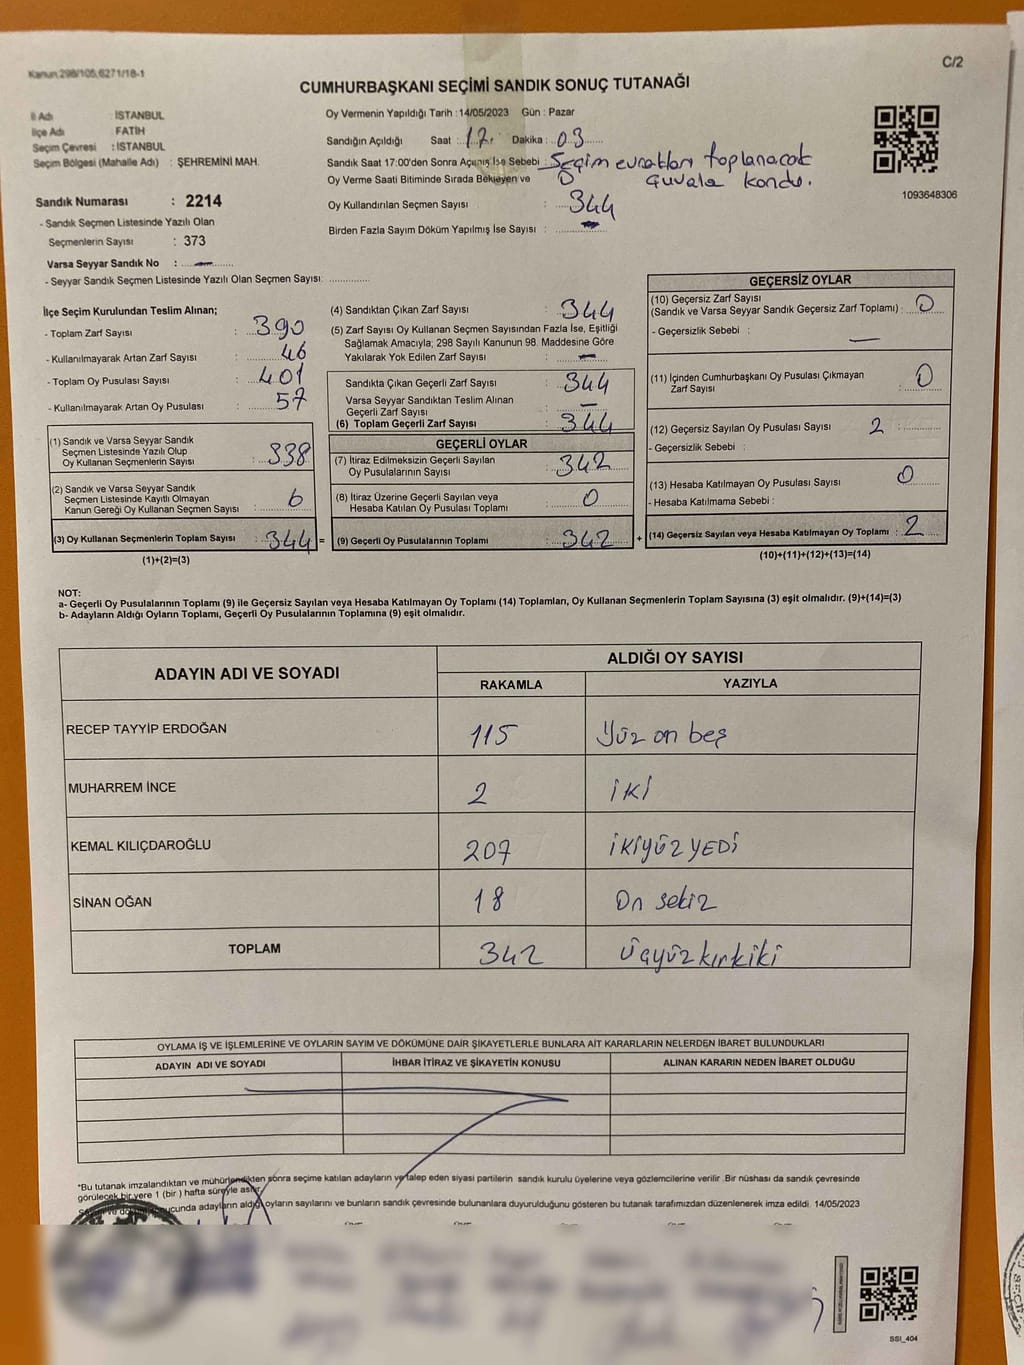 Kanun:298/105,6271/18-1
C/2
CUMHURBAŞKANI SEÇİMİ SANDIK SONUÇ TUTANAĞI
İl Adı : İSTANBUL
İlçe Adı : FATİH
Seçim Çevresi : İSTANBUL
Seçim Bölgesi (Mahalle Adı) : ŞEHREMİNİ MAH.
Oy Vermenin Yapıldığı Tarih :14/05/2023 Gün : Pazar
Sandığın Açıldığı Saat : 17. Dakika : 03
Sandık Saat 17:00'den Sonra Açılmış İse Sebebi : Seçim evrakları toplanacak
Oy Verme Saati Bitiminde Sırada Bekleyen ve çuvala kondu.
Oy Kullandırılan Seçmen Sayısı : 344
Birden Fazla Sayım Döküm Yapılmış İse Sayısı :
1093648306
Sandık Numarası : 2214
- Sandık Seçmen Listesinde Yazılı Olan
Seçmenlerin Sayısı : 373
Varsa Seyyar Sandık No : —
- Seyyar Sandık Seçmen Listesinde Yazılı Olan Seçmen Sayısı:
İlçe Seçim Kurulundan Teslim Alınan;
- Toplam Zarf Sayısı : 390
- Kullanılmayarak Artan Zarf Sayısı : 46
- Toplam Oy Pusulası Sayısı : 401
- Kullanılmayarak Artan Oy Pusulası : 57
(1) Sandık ve Varsa Seyyar Sandık
Seçmen Listesinde Yazılı Olup
Oy Kullanan Seçmenlerin Sayısı : 338
(2) Sandık ve Varsa Seyyar Sandık
Seçmen Listesinde Kayıtlı Olmayan
Kanun Gereği Oy Kullanan Seçmen Sayısı : 6
(3) Oy Kullanan Seçmenlerin Toplam Sayısı : 344 =
(1)+(2)=(3)
(4) Sandıktan Çıkan Zarf Sayısı : 344
(5) Zarf Sayısı Oy Kullanan Seçmen Sayısından Fazla İse, Eşitliği
Sağlamak Amacıyla; 298 Sayılı Kanunun 98. Maddesine Göre
Yakılarak Yok Edilen Zarf Sayısı : —
Sandıkta Çıkan Geçerli Zarf Sayısı : 344
Varsa Seyyar Sandıktan Teslim Alınan
Geçerli Zarf Sayısı : —
(6) Toplam Geçerli Zarf Sayısı : 344
GEÇERLİ OYLAR
(7) İtiraz Edilmeksizin Geçerli Sayılan
Oy Pusulalarının Sayısı : 342
(8) İtiraz Üzerine Geçerli Sayılan veya
Hesaba Katılan Oy Pusulası Toplamı : 0
(9) Geçerli Oy Pusulalarının Toplamı : 342 +
GEÇERSİZ OYLAR
(10) Geçersiz Zarf Sayısı
(Sandık ve Varsa Seyyar Sandık Geçersiz Zarf Toplamı) : 0
- Geçersizlik Sebebi : —
(11) İçinden Cumhurbaşkanı Oy Pusulası Çıkmayan
Zarf Sayısı : 0
(12) Geçersiz Sayılan Oy Pusulası Sayısı 2 :
- Geçersizlik Sebebi :
(13) Hesaba Katılmayan Oy Pusulası Sayısı : 0
- Hesaba Katılmama Sebebi :
(14) Geçersiz Sayılan veya Hesaba Katılmayan Oy Toplamı : 2
(10)+(11)+(12)+(13)=(14)
NOT:
a- Geçerli Oy Pusulalarının Toplamı (9) ile Geçersiz Sayılan veya Hesaba Katılmayan Oy Toplamı (14) Toplamları, Oy Kullanan Seçmenlerin Toplam Sayısına (3) eşit olmalıdır. (9)+(14)=(3)
b- Adayların Aldığı Oyların Toplamı, Geçerli Oy Pusulalarının Toplamına (9) eşit olmalıdır.
ADAYIN ADI VE SOYADI
ALDIĞI OY SAYISI
RAKAMLA YAZIYLA
RECEP TAYYİP ERDOĞAN 115 Yüz on beş
MUHARREM İNCE 2 İKİ
KEMAL KILIÇDAROĞLU 207 İKİYÜZ YEDİ
SİNAN OĞAN 18 On sekiz
TOPLAM 342 Üçyüzkırkiki
OYLAMA İŞ VE İŞLEMLERİNE VE OYLARIN SAYIM VE DÖKÜMÜNE DAİR ŞİKAYETLERLE BUNLARA AİT KARARLARIN NELERDEN İBARET BULUNDUKLARI
ADAYIN ADI VE SOYADI İHBAR İTİRAZ VE ŞİKAYETİN KONUSU ALINAN KARARIN NEDEN İBARET OLDUĞU
*Bu tutanak imzalandıktan ve mühürlendikten sonra seçime katılan adayların ve talep eden siyasi partilerin sandık kurulu üyelerine veya gözlemcilerine verilir .Bir nüshası da sandık çevresinde
görülecek bir yere 1 (bir ) hafta süreyle asılır.
adayların aldığı oyların sayılarını ve bunların sandık çevresinde bulunanlara duyurulduğunu gösteren bu tutanak tarafımızdan düzenlenerek imza edildi. 14/05/2023
SSI_404